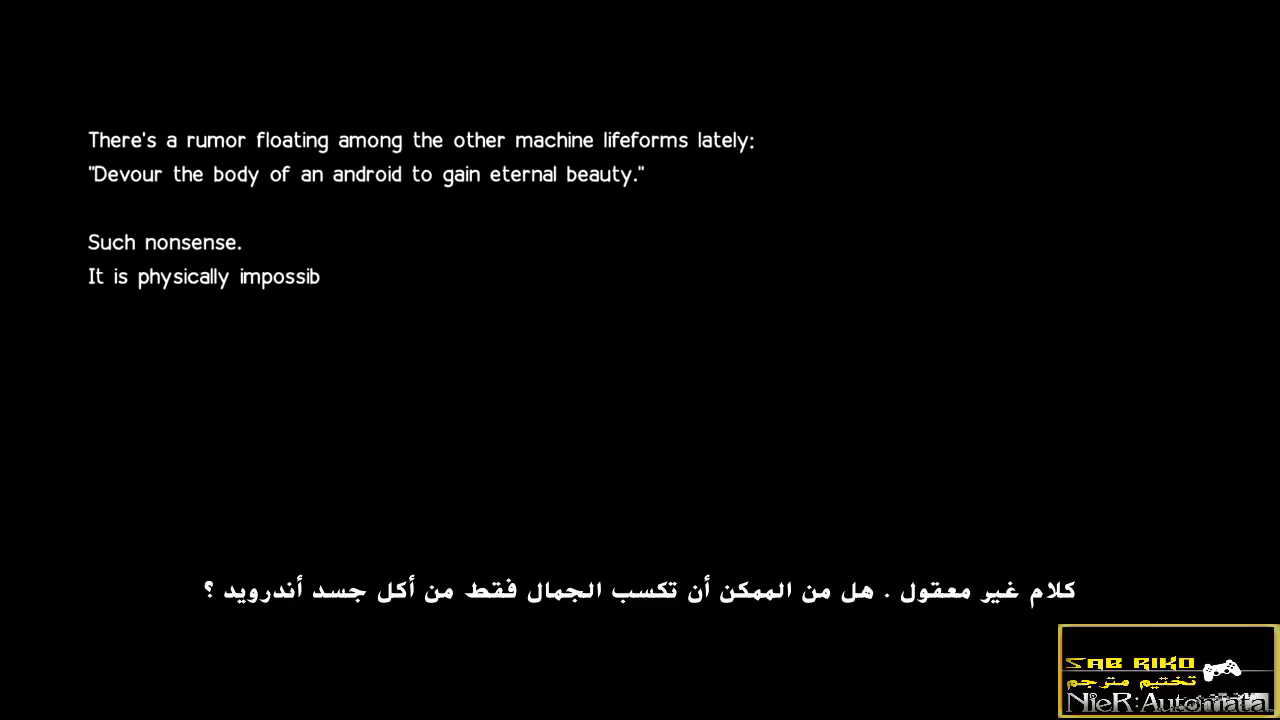 There's a rumor floating among the other machine lifeforms lately:
"Devour the body of an android to gain eternal beauty."
Such nonsense.
It is physically impossib
كلام غير معقول . هل من الممكن أن تكسب الجمال فقط من أكل جسد أندرويد ؟
SAB RIKO
تختيم مترجم
NieR:Automata